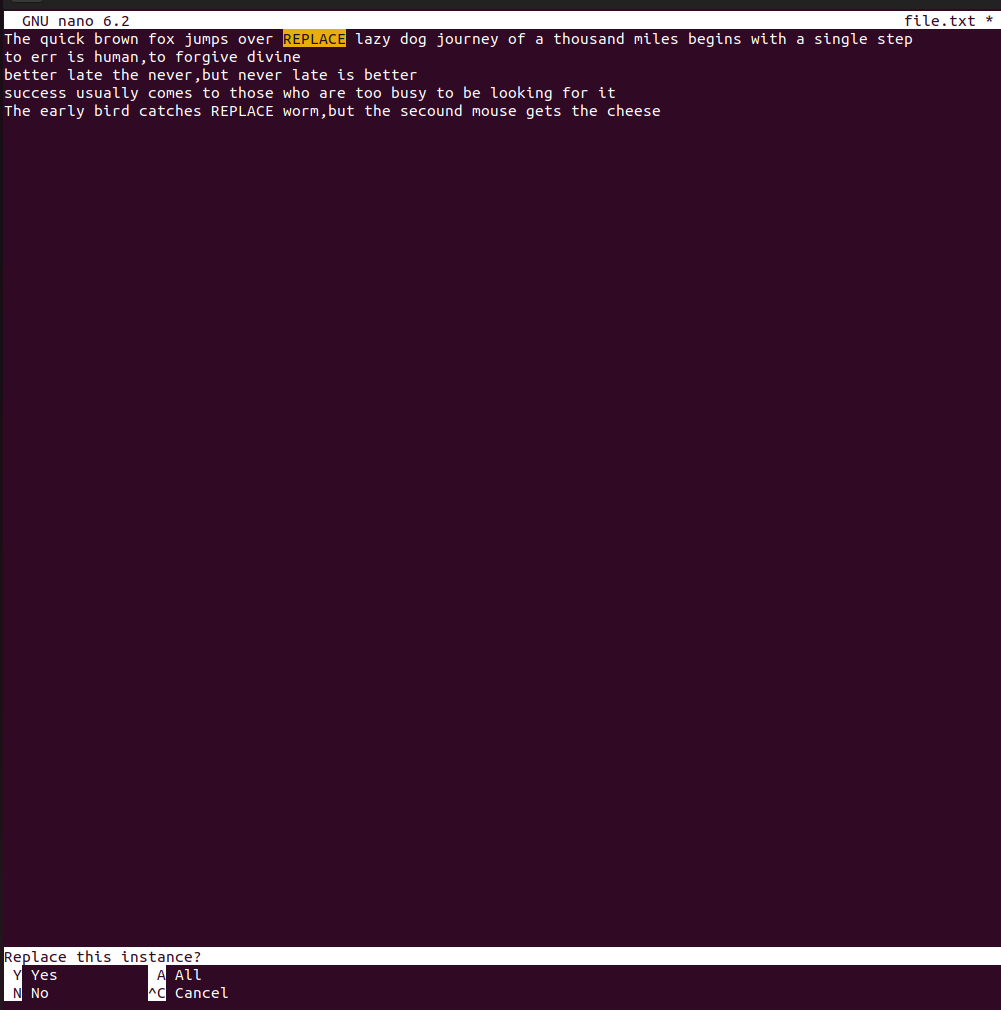 GNU nano 6.2 file.txt *
The quick brown fox jumps over REPLACE lazy dog journey of a thousand miles begins with a single step
to err is human,to forgive divine
better late the never,but never late is better
success usually comes to those who are too busy to be looking for it
The early bird catches REPLACE worm,but the secound mouse gets the cheese
Replace this instance?
Y Yes A All
N No ^C Cancel